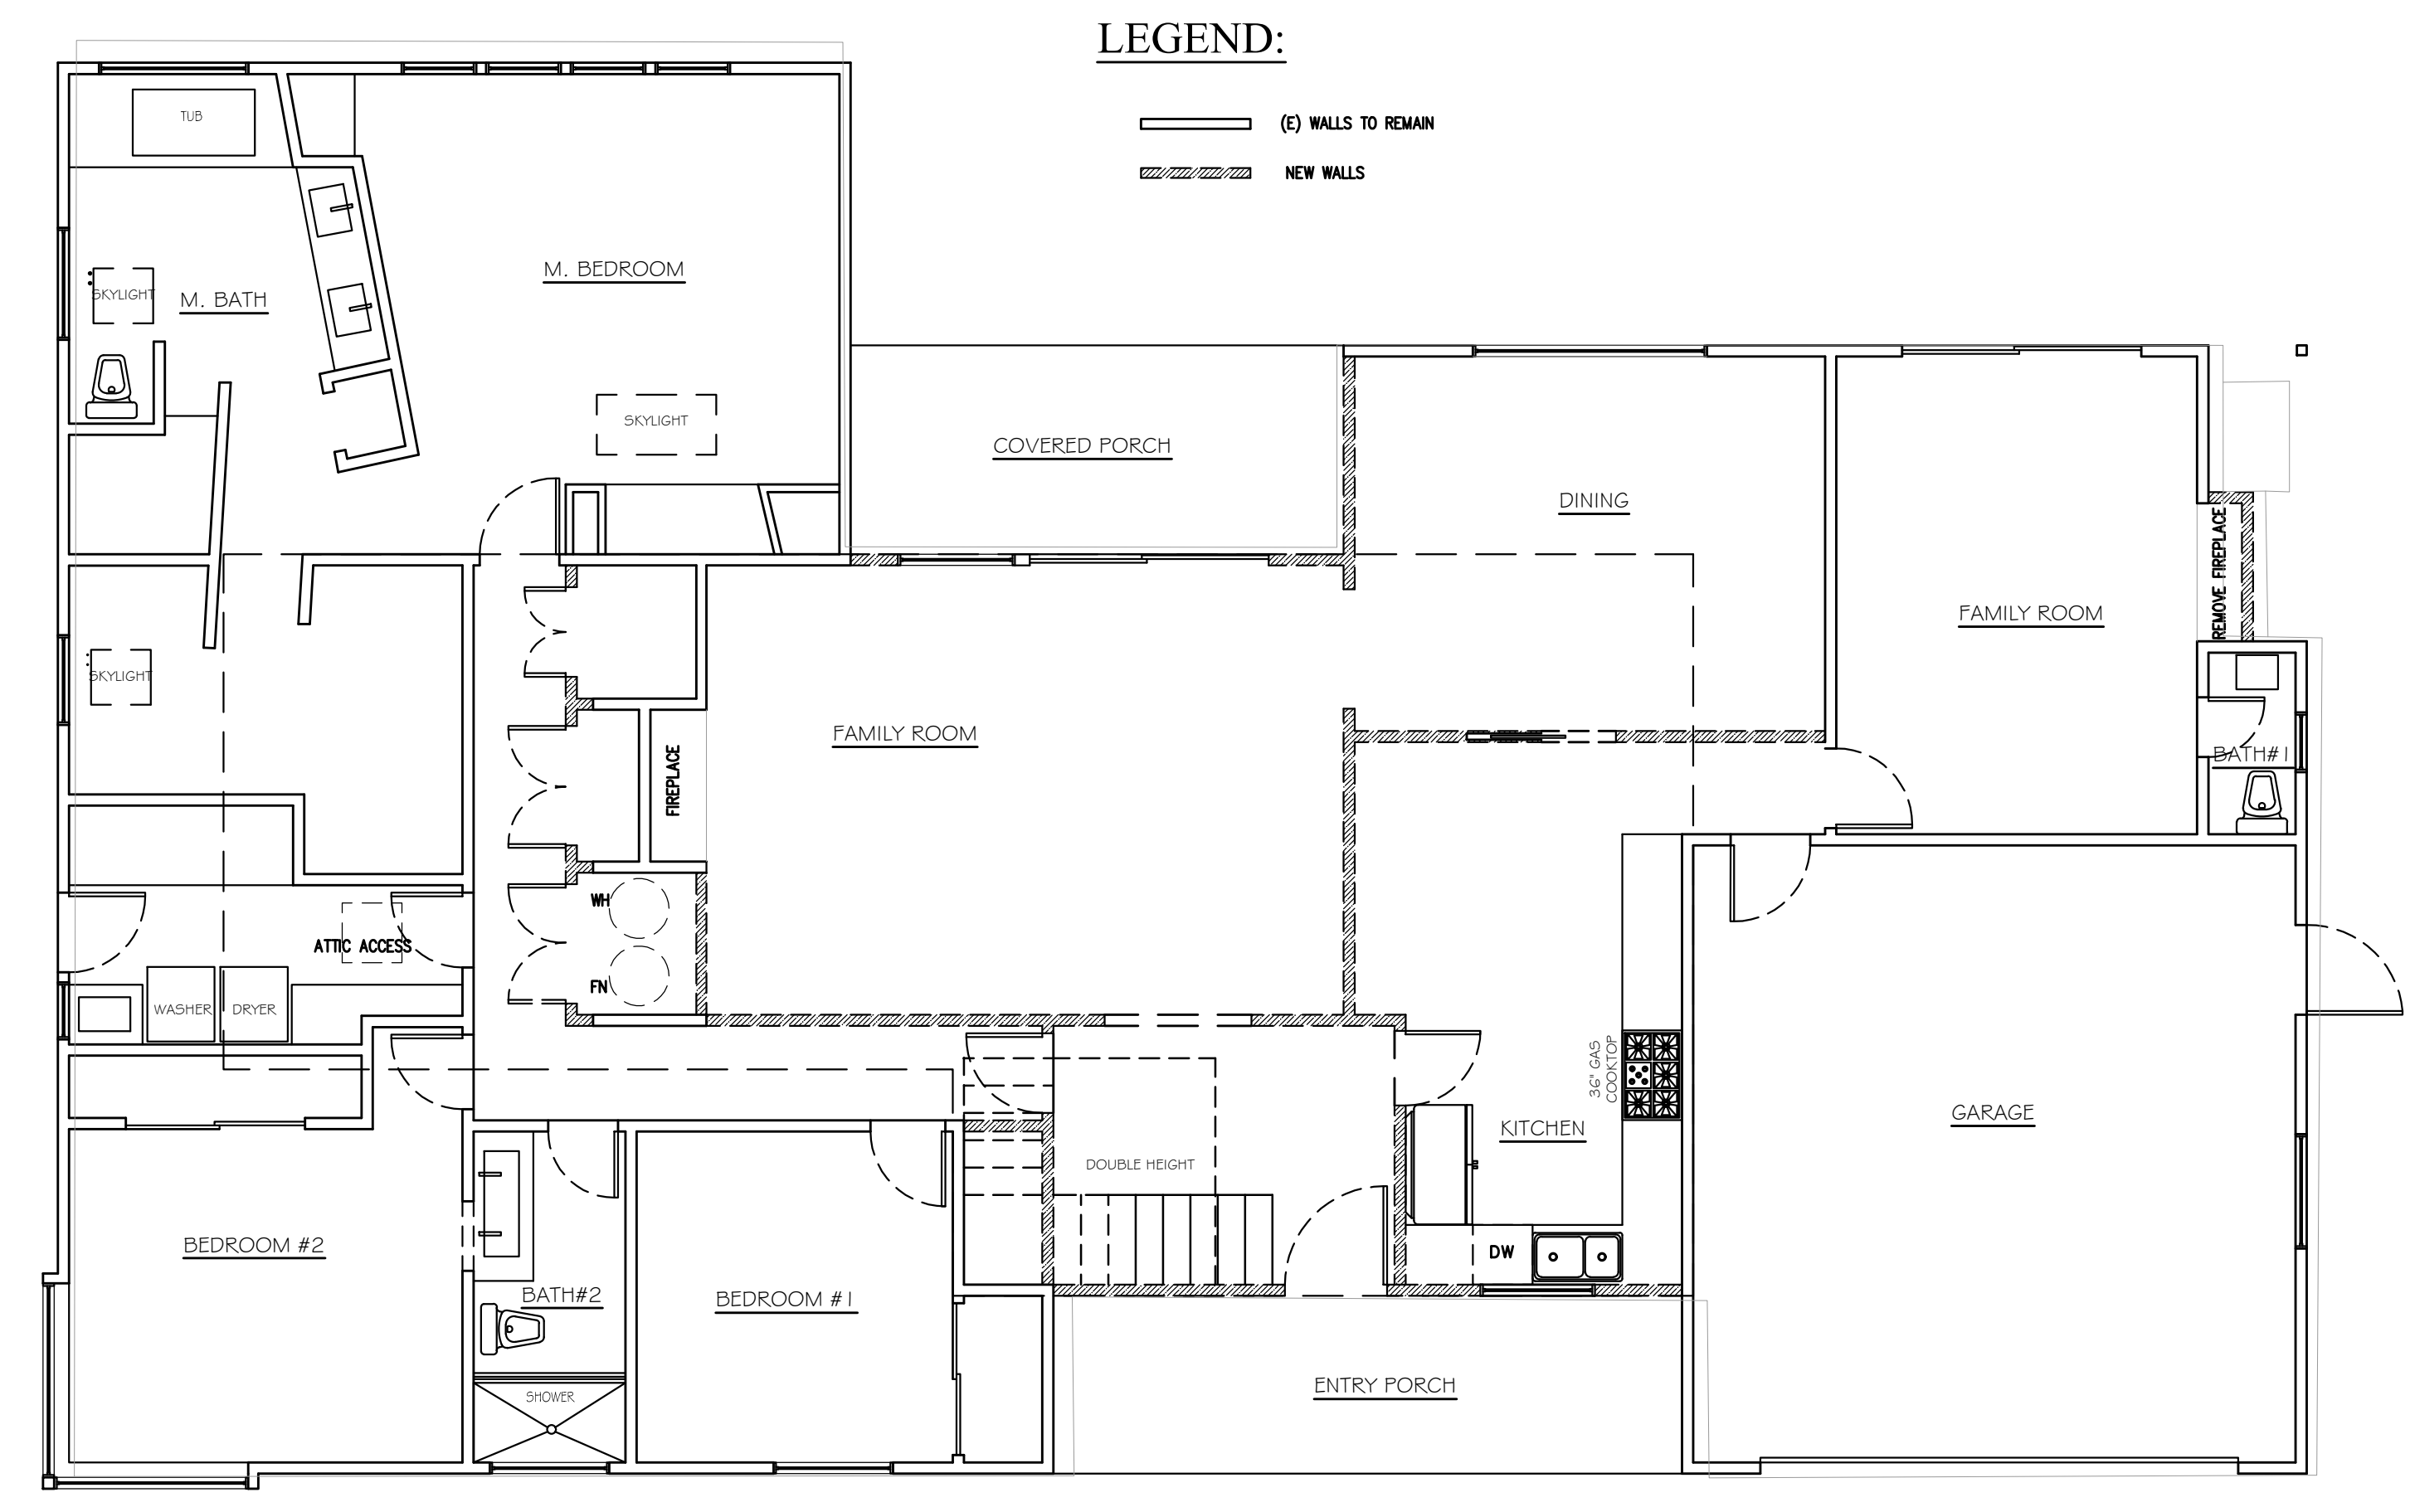 LEGEND:
(E) WALLS TO REMAIN
NEW WALLS
TUB
M. BEDROOM
SKYLIGHT
M. BATH
SKYLIGHT
COVERED PORCH
DINING
REMOVE FIREPLACE
FAMILY ROOM
SKYLIGHT
FAMILY ROOM
FIREPLACE
BATH#1
WH
ATTIC ACCESS
FN
WASHER
DRYER
36" GAS
COOKTOP
GARAGE
KITCHEN
DOUBLE HEIGHT
BEDROOM #2
DW
BATH#2
BEDROOM #1
ENTRY PORCH
SHOWER